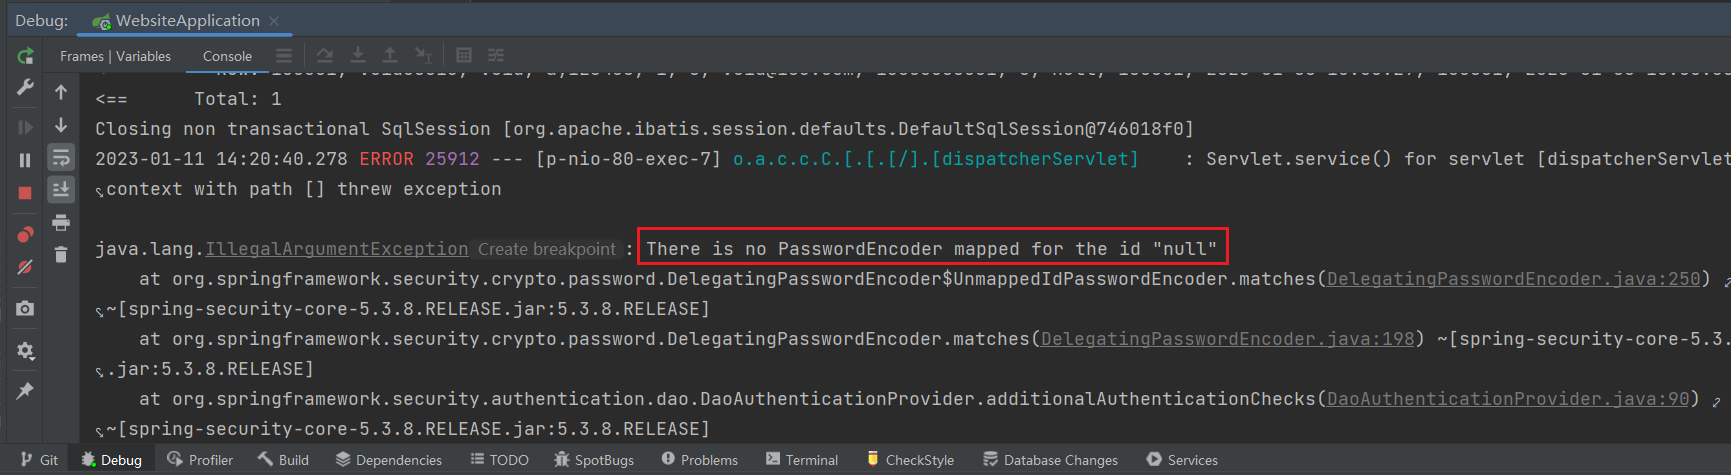 Debug: WebsiteApplication
Frames | Variables Console
<== Total: 1
Closing non transactional SqlSession [org.apache.ibatis.session.defaults.DefaultSqlSession@746018f0]
2023-01-11 14:20:40.278 ERROR 25912 --- [p-nio-80-exec-7] o.a.c.c.C.[.[.[/].[dispatcherServlet] : Servlet.service() for servlet [dispatcherServlet
context with path [] threw exception
java.lang.IllegalArgumentException Create breakpoint : There is no PasswordEncoder mapped for the id "null"
at org.springframework.security.crypto.password.DelegatingPasswordEncoder$UnmappedIdPasswordEncoder.matches(DelegatingPasswordEncoder.java:250)
~[spring-security-core-5.3.8.RELEASE.jar:5.3.8.RELEASE]
at org.springframework.security.crypto.password.DelegatingPasswordEncoder.matches(DelegatingPasswordEncoder.java:198) ~[spring-security-core-5.3.
.jar:5.3.8.RELEASE]
at org.springframework.security.authentication.dao.DaoAuthenticationProvider.additionalAuthenticationChecks(DaoAuthenticationProvider.java:90)
~[spring-security-core-5.3.8.RELEASE.jar:5.3.8.RELEASE]
Git Debug Profiler Build Dependencies TODO SpotBugs Problems Terminal CheckStyle Database Changes Services